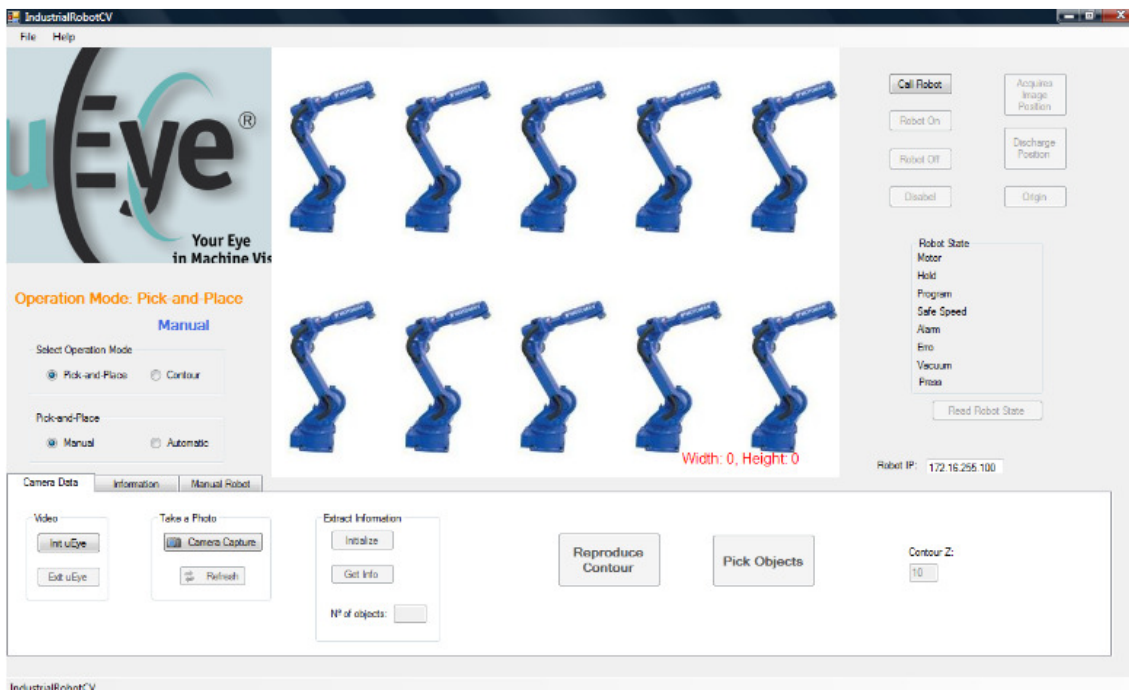 IndustrialRobotCV
File Help
uEye®
Your Eye
in Machine Vis
Operation Mode: Pick-and-Place
Manual
Select Operation Mode
Pick-and-Place Contour
Pick-and-Place
Manual Automatic
Width: 0, Height: 0
Call Robot
Robot On
Robot Off
Disabel
Acquires
Image
Position
Discharge
Position
Origin
Robot State
Motor
Hold
Program
Safe Speed
Alarm
Erro
Vacuum
Press
Read Robot State
Robot IP: 172.16.255.100
Camera Data Information Manual Robot
Video
Init uEye
Exit uEye
Take a Photo
Camera Capture
Refresh
Extract Information
Initialize
Get Info
Nº of objects:
Reproduce
Contour
Pick Objects
Contour Z:
10
IndustrialRobotCV